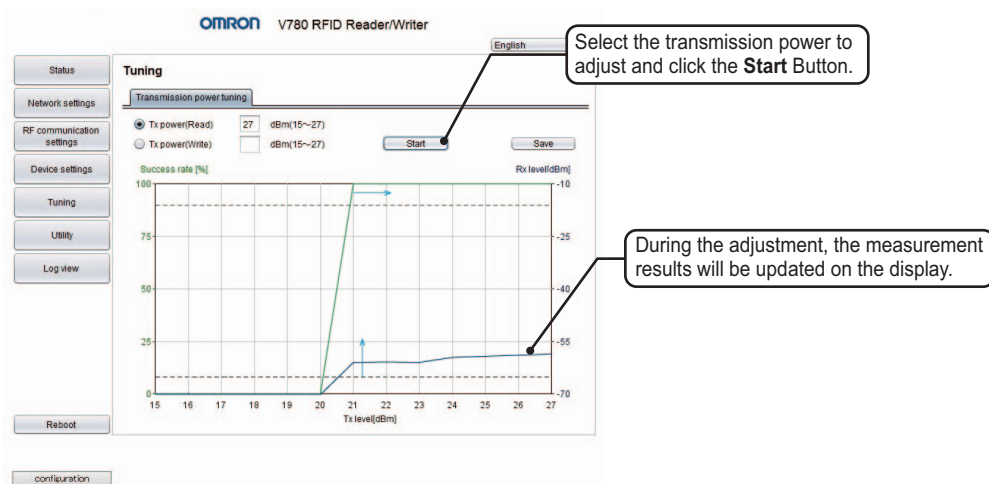 OMRON V780 RFID Reader/Writer
English
Select the transmission power to
adjust and click the Start Button.
Status
Network settings
RF communication
settings
Device settings
Tuning
Utility
Log view
Reboot
configuration
Tuning
Transmission power tuning
Tx power(Read) 27 dBm(15~27)
Tx power(Write) dBm(15~27)
Start
Save
Success rate [%]
Rx level[dBm]
100
75
50
25
0
-10
-25
-40
-55
-70
15 16 17 18 19 20 21 22 23 24 25 26 27
Tx level[dBm]
During the adjustment, the measurement
results will be updated on the display.